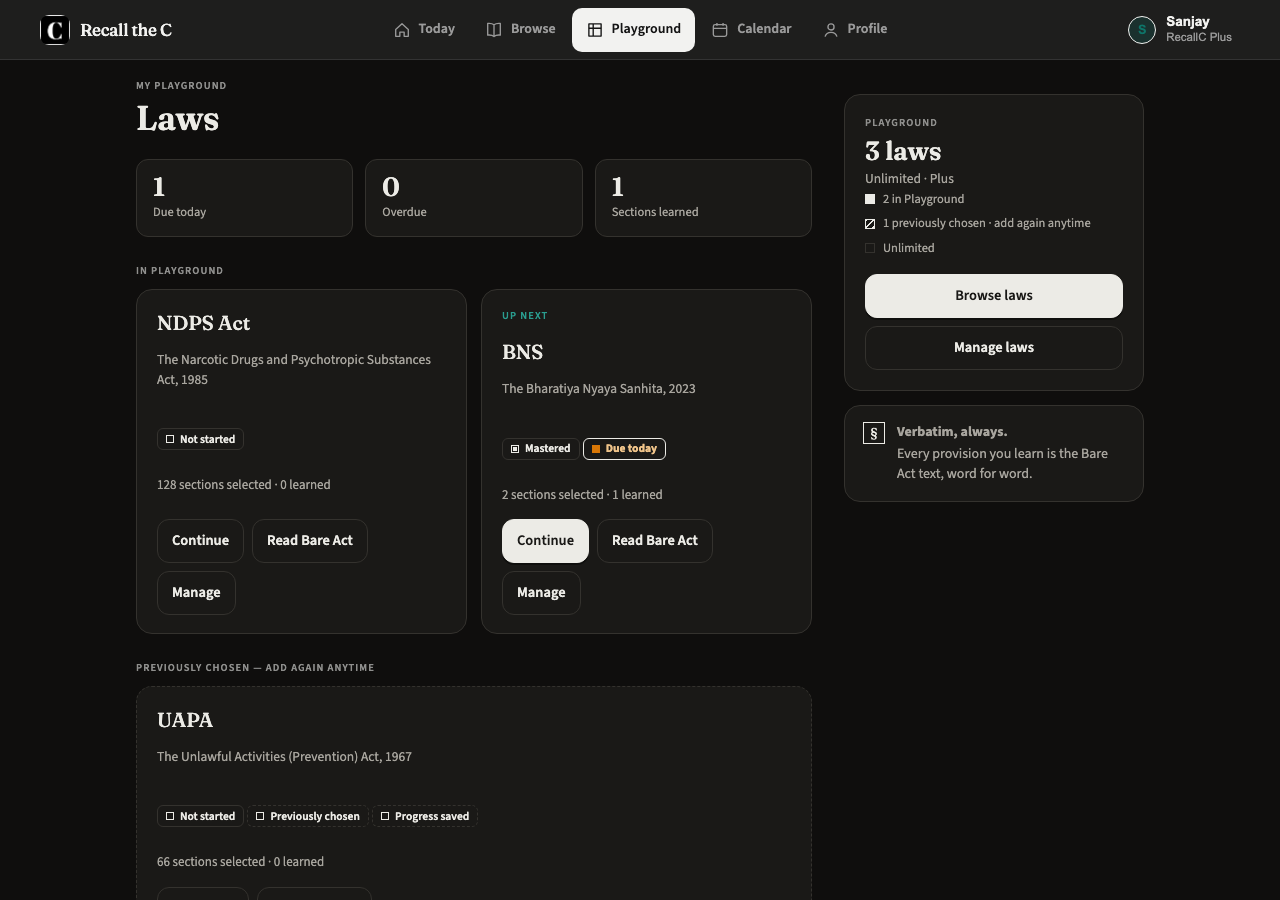 C Recall the C
Today
Browse
Playground
Calendar
Profile
S
Sanjay
RecallC Plus
MY PLAYGROUND
Laws
1
Due today
0
Overdue
1
Sections learned
IN PLAYGROUND
NDPS Act
The Narcotic Drugs and Psychotropic Substances
Act, 1985
Not started
128 sections selected · 0 learned
Continue
Read Bare Act
Manage
UP NEXT
BNS
The Bharatiya Nyaya Sanhita, 2023
Mastered
Due today
2 sections selected · 1 learned
Continue
Read Bare Act
Manage
PREVIOUSLY CHOSEN — ADD AGAIN ANYTIME
UAPA
The Unlawful Activities (Prevention) Act, 1967
Not started
Previously chosen
Progress saved
66 sections selected · 0 learned
PLAYGROUND
3 laws
Unlimited · Plus
2 in Playground
1 previously chosen · add again anytime
Unlimited
Browse laws
Manage laws
§
Verbatim, always.
Every provision you learn is the Bare
Act text, word for word.